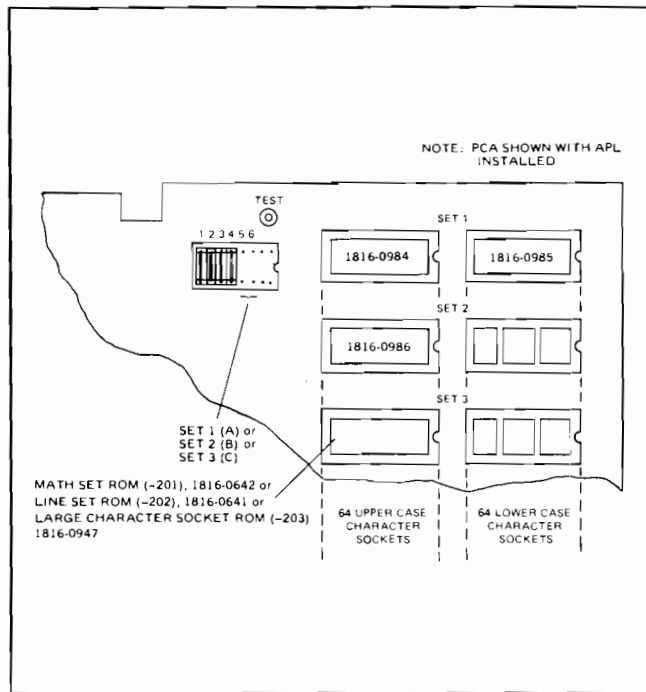 NOTE: PCA SHOWN WITH APL
INSTALLED
TEST
1 2 3 4 5 6
SET 1
1816-0984
1816-0985
SET 2
1816-0986
SET 3
SET 1 (A) or
SET 2 (B) or
SET 3 (C)
MATH SET ROM (-201), 1816-0642 or
LINE SET ROM (-202), 1816-0641 or
LARGE CHARACTER SOCKET ROM (-203)
1816-0947
64 UPPER CASE
CHARACTER
SOCKETS
64 LOWER CASE
CHARACTER
SOCKETS